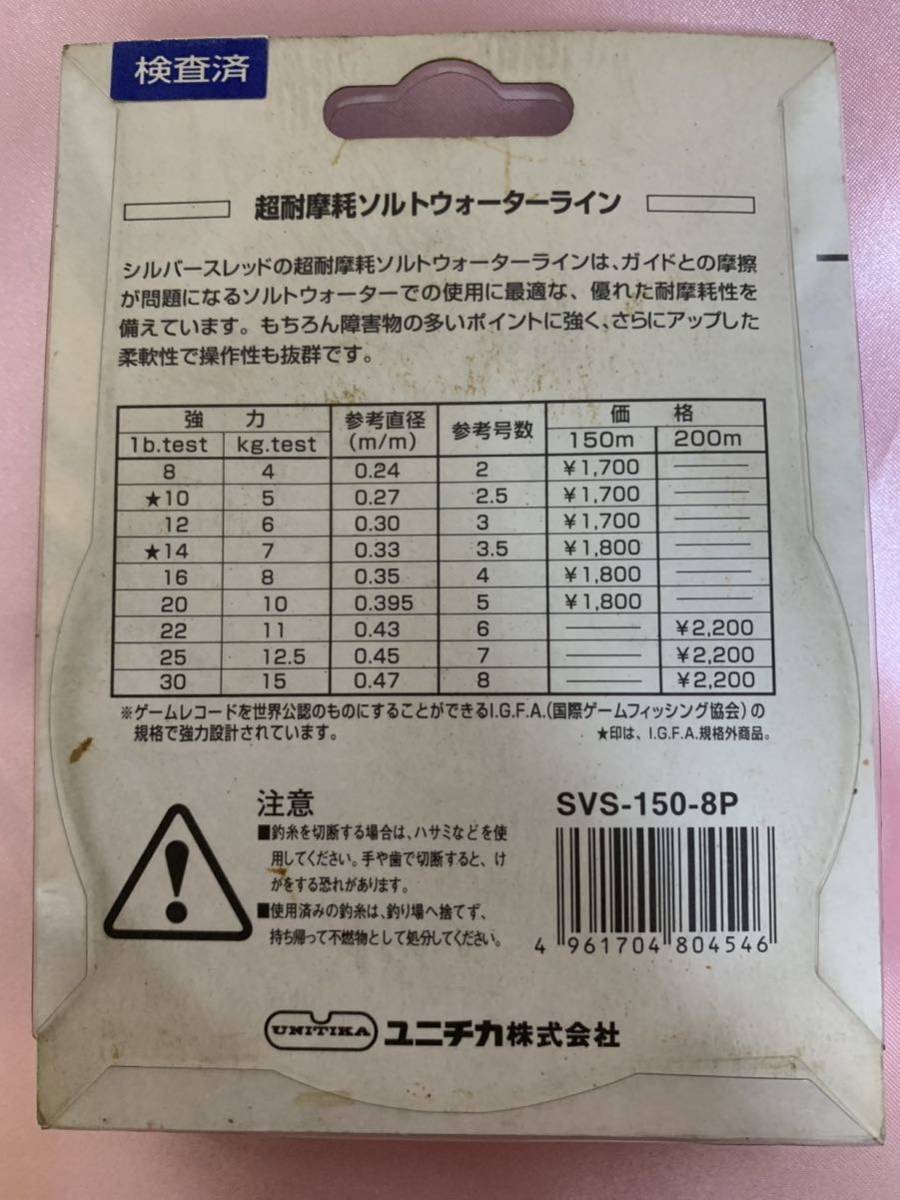 検査済
超耐摩耗ソルトウォーターライン
シルバースレッドの超耐摩耗ソルトウォーターラインは、ガイドとの摩擦
が問題になるソルトウォーターでの使用に最適な、優れた耐摩耗性を
備えています。もちろん障害物の多いポイントに強く、さらにアップした
柔軟性で操作性も抜群です。
強 力 参考直径 参考号数 価 格
1b.test kg.test (m/m) 150m 200m
8 4 0.24 2 ¥1,700 ―
★10 5 0.27 2.5 ¥1,700 ―
12 6 0.30 3 ¥1,700 ―
★14 7 0.33 3.5 ¥1,800 ―
16 8 0.35 4 ¥1,800 ―
20 10 0.395 5 ¥1,800 ―
22 11 0.43 6 ― ¥2,200
25 12.5 0.45 7 ― ¥2,200
30 15 0.47 8 ― ¥2,200
※ゲームレコードを世界公認のものにすることができるI.G.F.A.(国際ゲームフィッシング協会)の
規格で強力設計されています。 ★印は、I.G.F.A.規格外商品。
注意
■釣糸を切断する場合は、ハサミなどを使
用してください。手や歯で切断すると、け
がをする恐れがあります。
■使用済みの釣糸は、釣り場へ捨てず、
持ち帰って不燃物として処分してください。
SVS-150-8P
4 961704 804546
UNITIKA ユニチカ株式会社